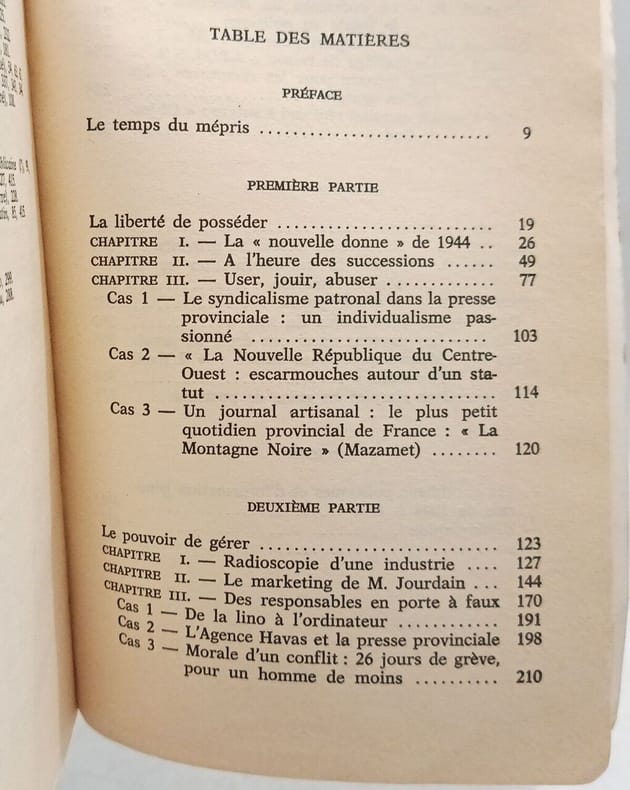 TABLE DES MATIÈRES
PRÉFACE
Le temps du mépris ........................... 9
PREMIÈRE PARTIE
La liberté de posséder .......................... 19
CHAPITRE I. — La « nouvelle donne » de 1944 .. 26
CHAPITRE II. — A l'heure des successions ...... 49
CHAPITRE III. — User, jouir, abuser ............. 77
Cas 1 — Le syndicalisme patronal dans la presse
provinciale : un individualisme pas-
sionné ............................ 103
Cas 2 — « La Nouvelle République du Centre-
Ouest : escarmouches autour d'un sta-
tut ................................. 114
Cas 3 — Un journal artisanal : le plus petit
quotidien provincial de France : « La
Montagne Noire » (Mazamet) ........ 120
DEUXIÈME PARTIE
Le pouvoir de gérer ............................ 123
CHAPITRE I. — Radioscopie d'une industrie .... 127
CHAPITRE II. — Le marketing de M. Jourdain ... 144
CHAPITRE III. — Des responsables en porte à faux 170
Cas 1 — De la lino à l'ordinateur ............ 191
Cas 2 — L'Agence Havas et la presse provinciale 198
Cas 3 — Morale d'un conflit : 26 jours de grève,
pour un homme de moins .......... 210